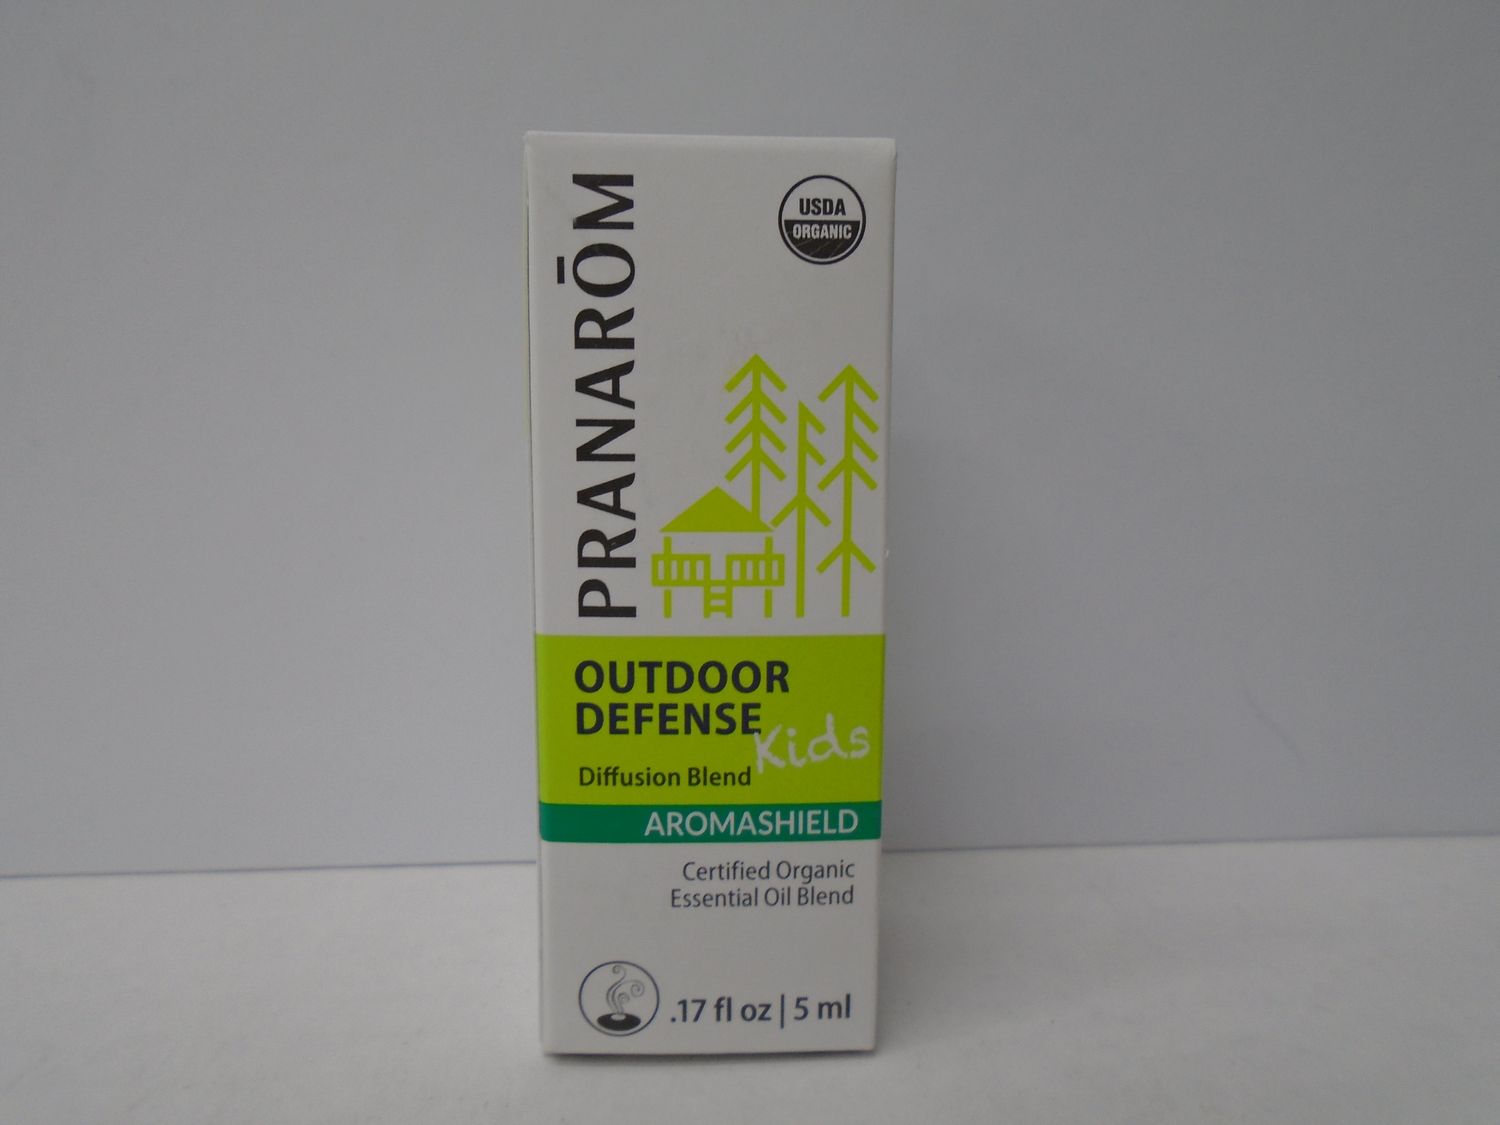 PRANARŌM
USDA
ORGANIC
OUTDOOR
DEFENSE
Kids
Diffusion Blend
AROMASHIELD
Certified Organic
Essential Oil Blend
.17 fl oz | 5 ml